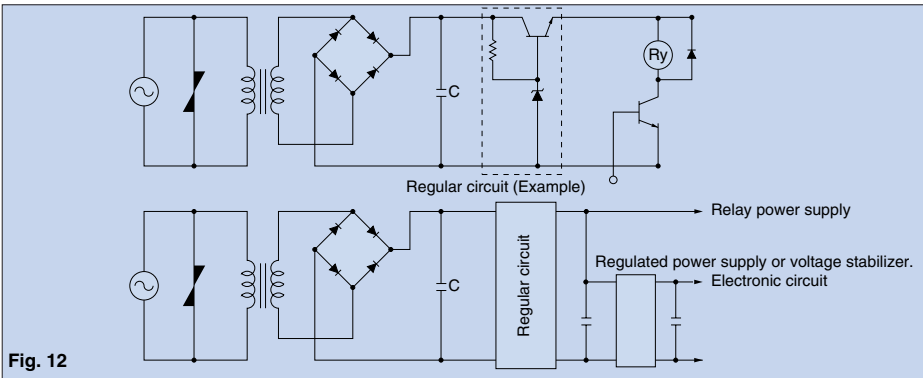 C
Ry
Regular circuit (Example)
Relay power supply
C
Regular circuit
Regulated power supply or voltage stabilizer.
Electronic circuit
Fig. 12